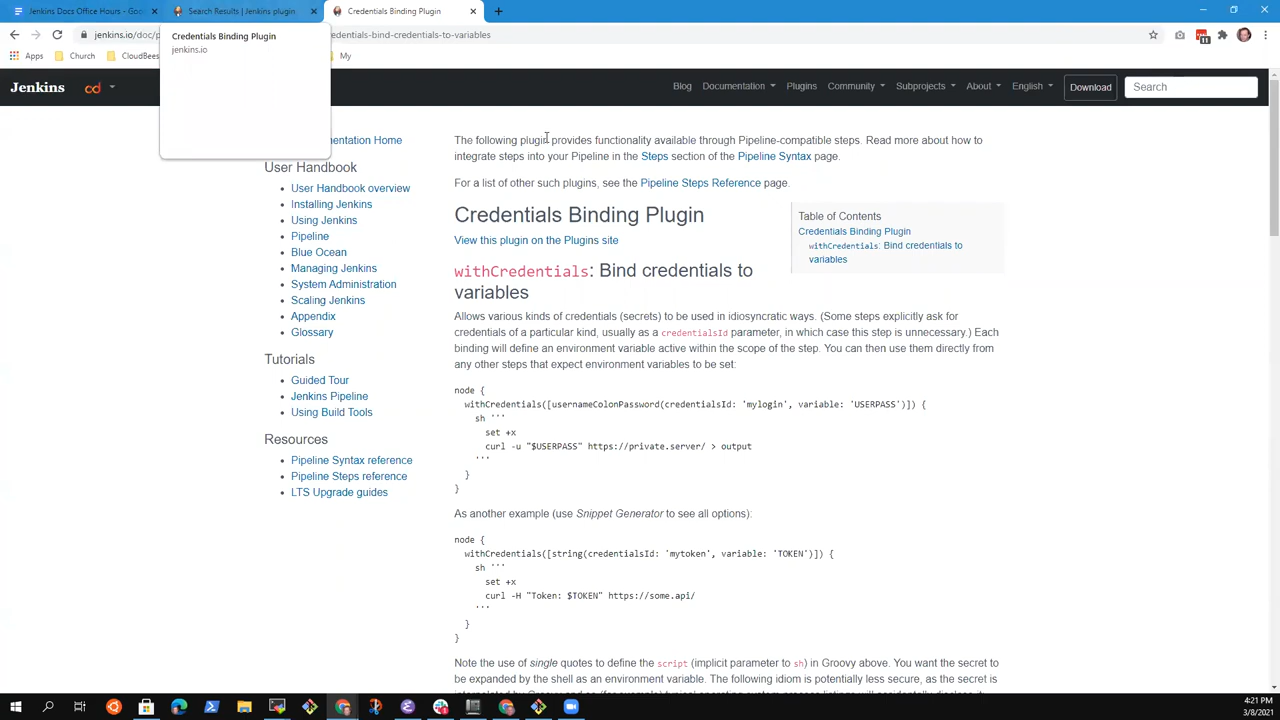 Jenkins Docs Office Hours - Goo
Search Results | Jenkins plugin
Credentials Binding Plugin
jenkins.io/doc/p
edentials-bind-credentials-to-variables
11
Apps
Church
CloudBees
My
Credentials Binding Plugin
jenkins.io
Jenkins
cd
Blog
Documentation
Plugins
Community
Subprojects
About
English
Download
Search
mentation Home
User Handbook
User Handbook overview
Installing Jenkins
Using Jenkins
Pipeline
Blue Ocean
Managing Jenkins
System Administration
Scaling Jenkins
Appendix
Glossary
Tutorials
Guided Tour
Jenkins Pipeline
Using Build Tools
Resources
Pipeline Syntax reference
Pipeline Steps reference
LTS Upgrade guides
The following plugin provides functionality available through Pipeline-compatible steps. Read more about how to
integrate steps into your Pipeline in the Steps section of the Pipeline Syntax page.
For a list of other such plugins, see the Pipeline Steps Reference page.
Credentials Binding Plugin
View this plugin on the Plugins site
Table of Contents
Credentials Binding Plugin
withCredentials: Bind credentials to
variables
withCredentials: Bind credentials to
variables
Allows various kinds of credentials (secrets) to be used in idiosyncratic ways. (Some steps explicitly ask for
credentials of a particular kind, usually as a credentialsId parameter, in which case this step is unnecessary.) Each
binding will define an environment variable active within the scope of the step. You can then use them directly from
any other steps that expect environment variables to be set:
node {
withCredentials([usernameColonPassword(credentialsId: 'mylogin', variable: 'USERPASS')]) {
sh '''
set +x
curl -u "$USERPASS" https://private.server/ > output
'''
}
}
As another example (use Snippet Generator to see all options):
node {
withCredentials([string(credentialsId: 'mytoken', variable: 'TOKEN')]) {
sh '''
set +x
curl -H "Token: $TOKEN" https://some.api/
'''
}
}
Note the use of single quotes to define the script (implicit parameter to sh) in Groovy above. You want the secret to
be expanded by the shell as an environment variable. The following idiom is potentially less secure, as the secret is
4:21 PM
3/8/2021